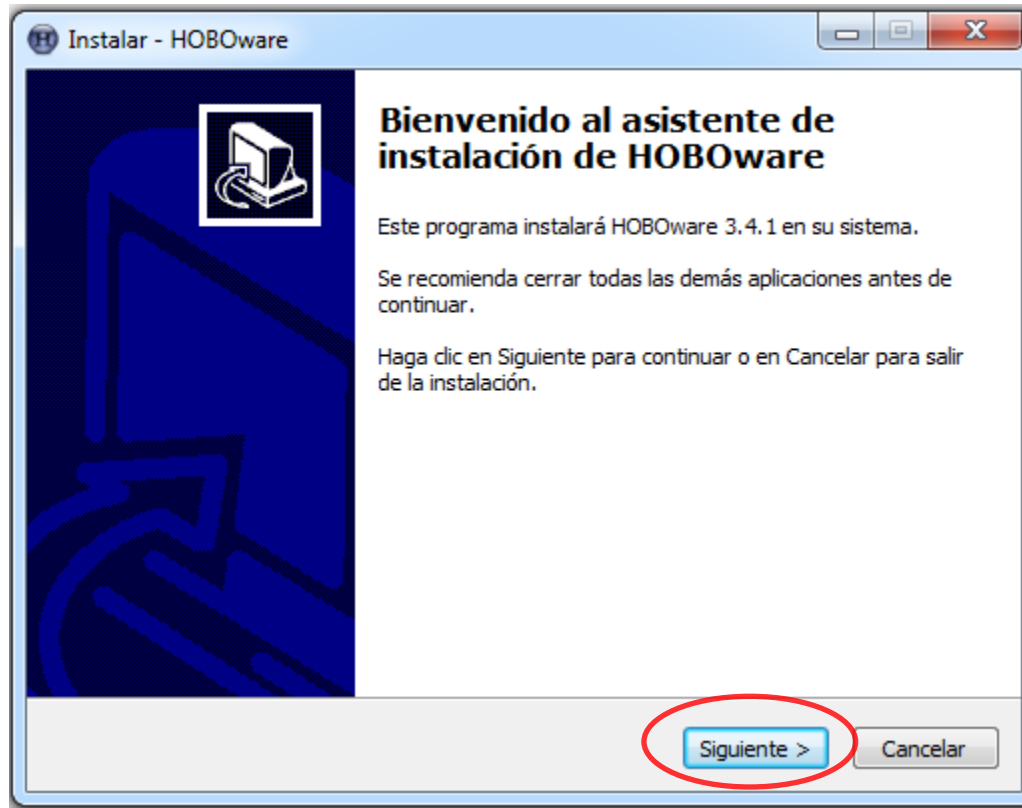 Instalar - HOBOware
Bienvenido al asistente de
instalación de HOBOware
Este programa instalará HOBOware 3.4.1 en su sistema.
Se recomienda cerrar todas las demás aplicaciones antes de
continuar.
Haga clic en Siguiente para continuar o en Cancelar para salir
de la instalación.
Siguiente >
Cancelar